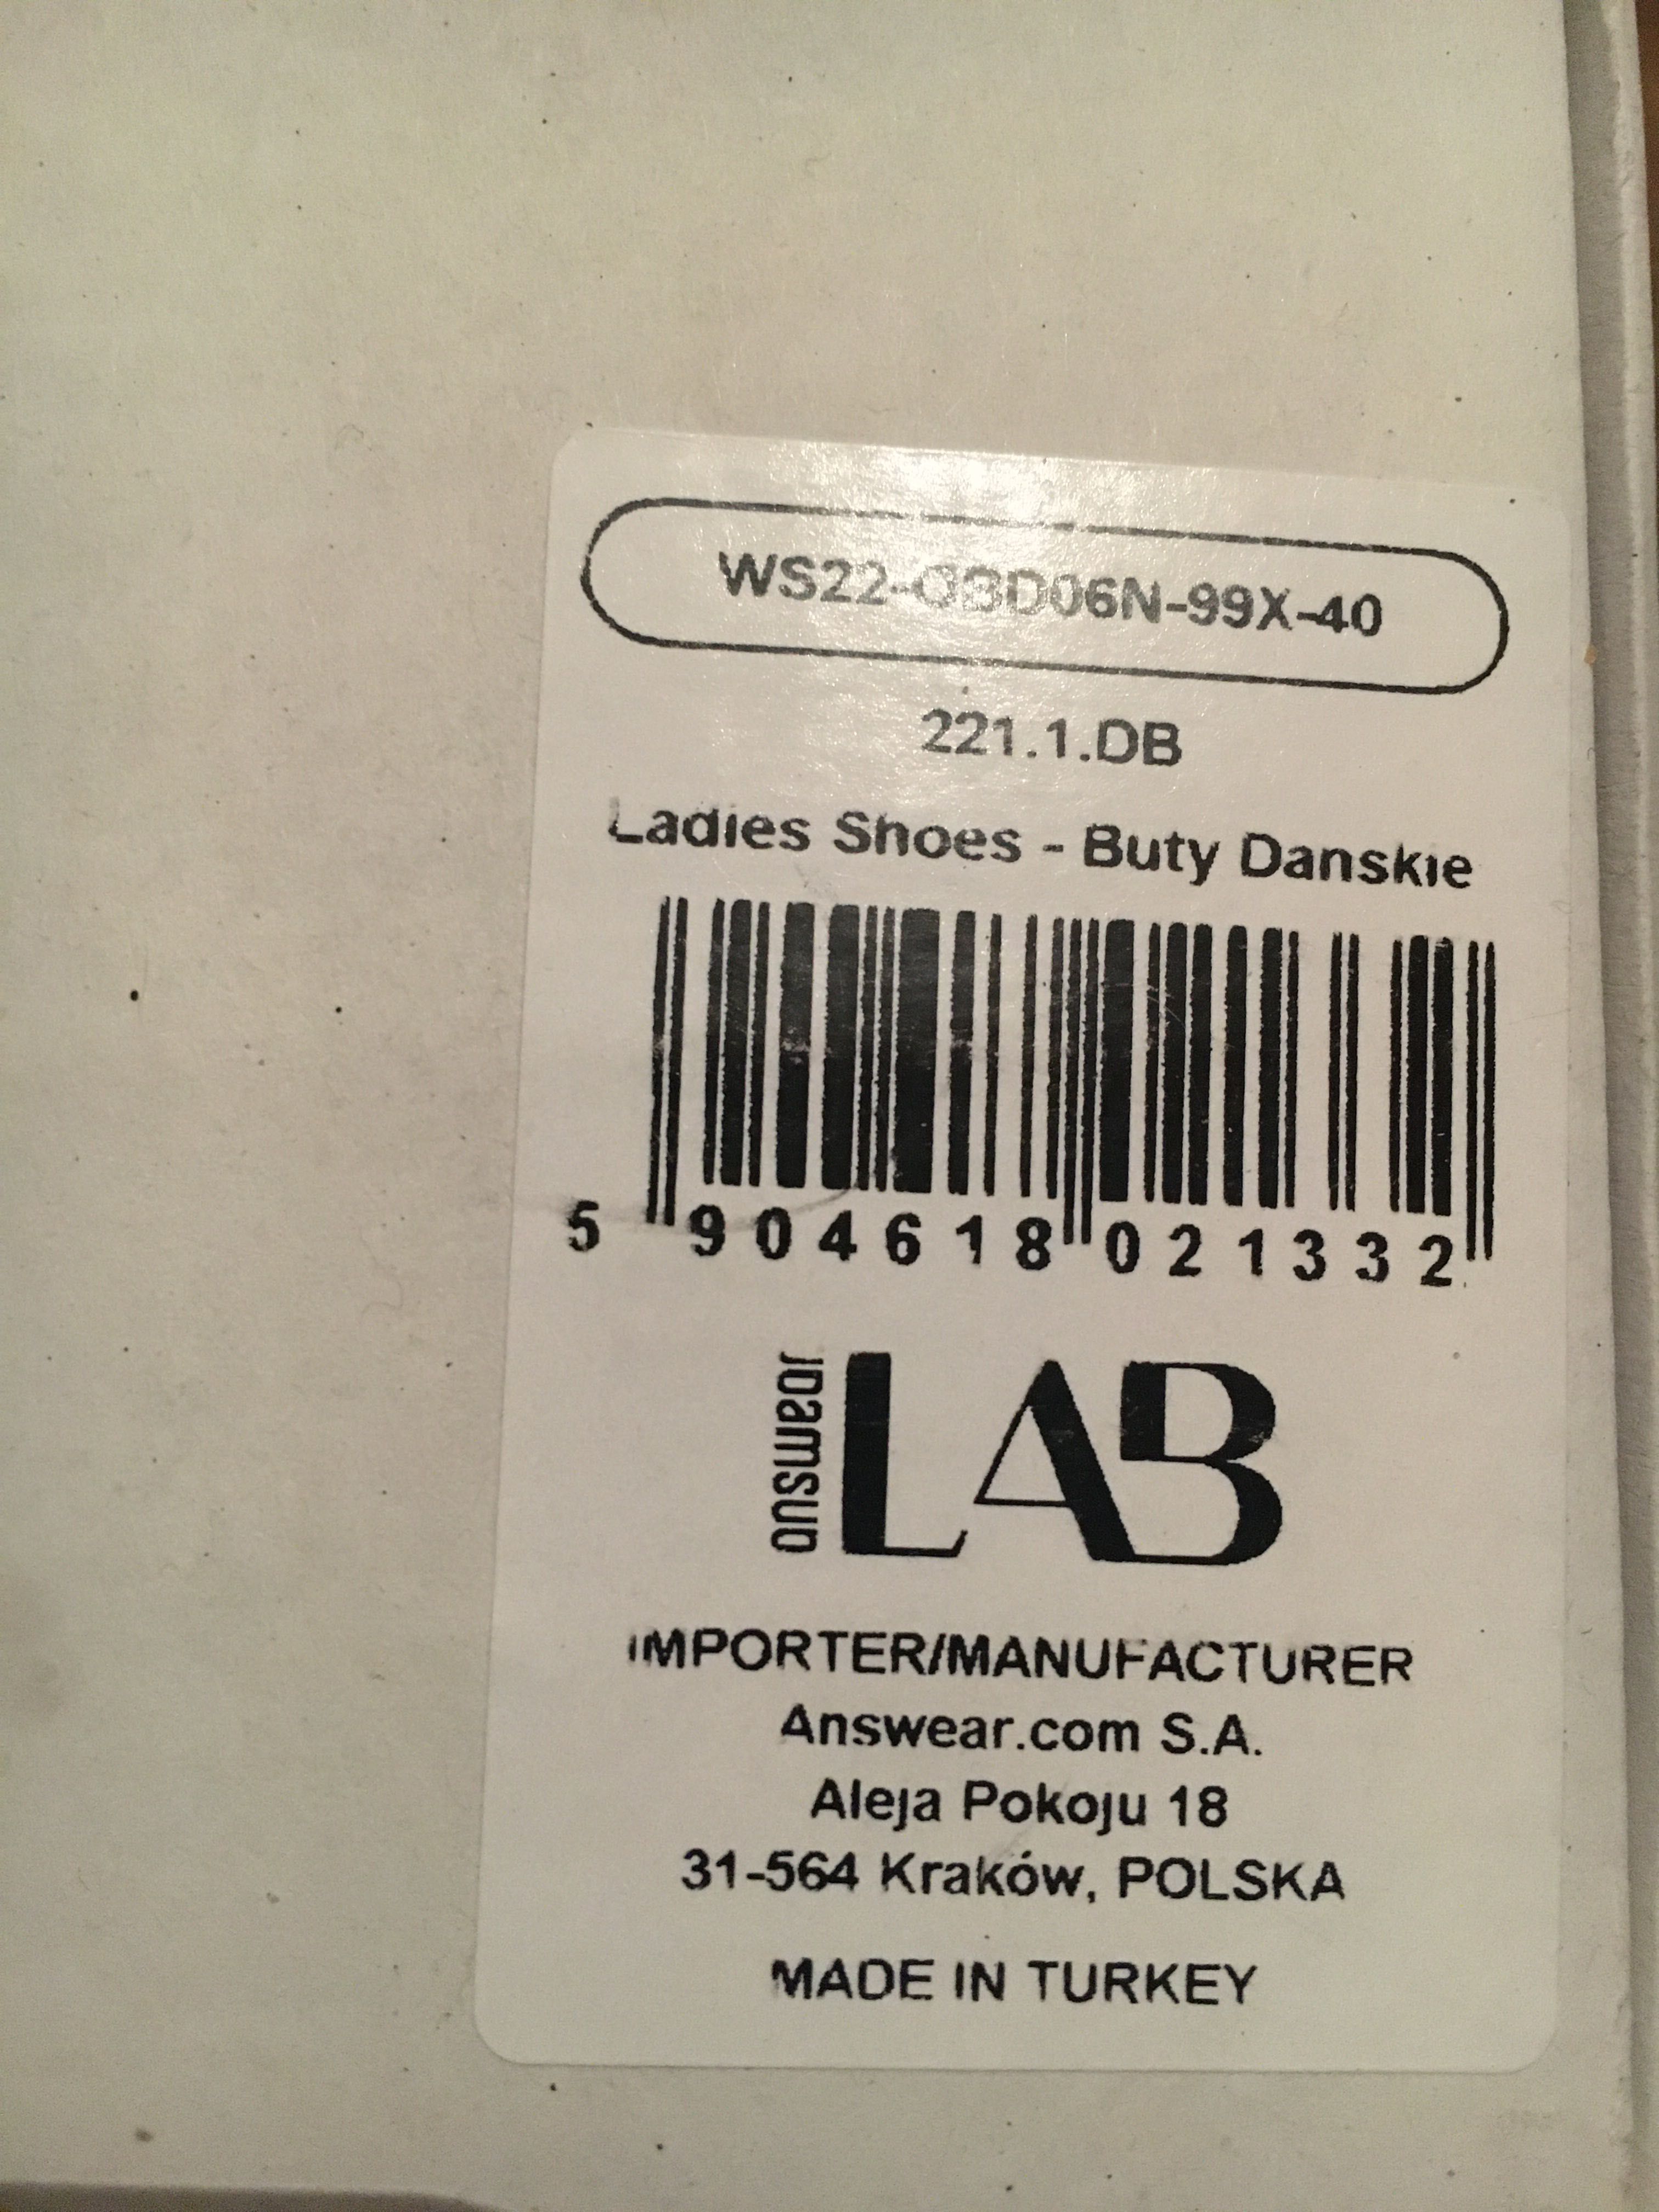 WS22-OBD06N-99X-40
221.1.DB
Ladies Shoes - Buty Danskie
5 904618 021332
answear LAB
IMPORTER/MANUFACTURER
Answear.com S.A.
Aleja Pokoju 18
31-564 Kraków, POLSKA
MADE IN TURKEY